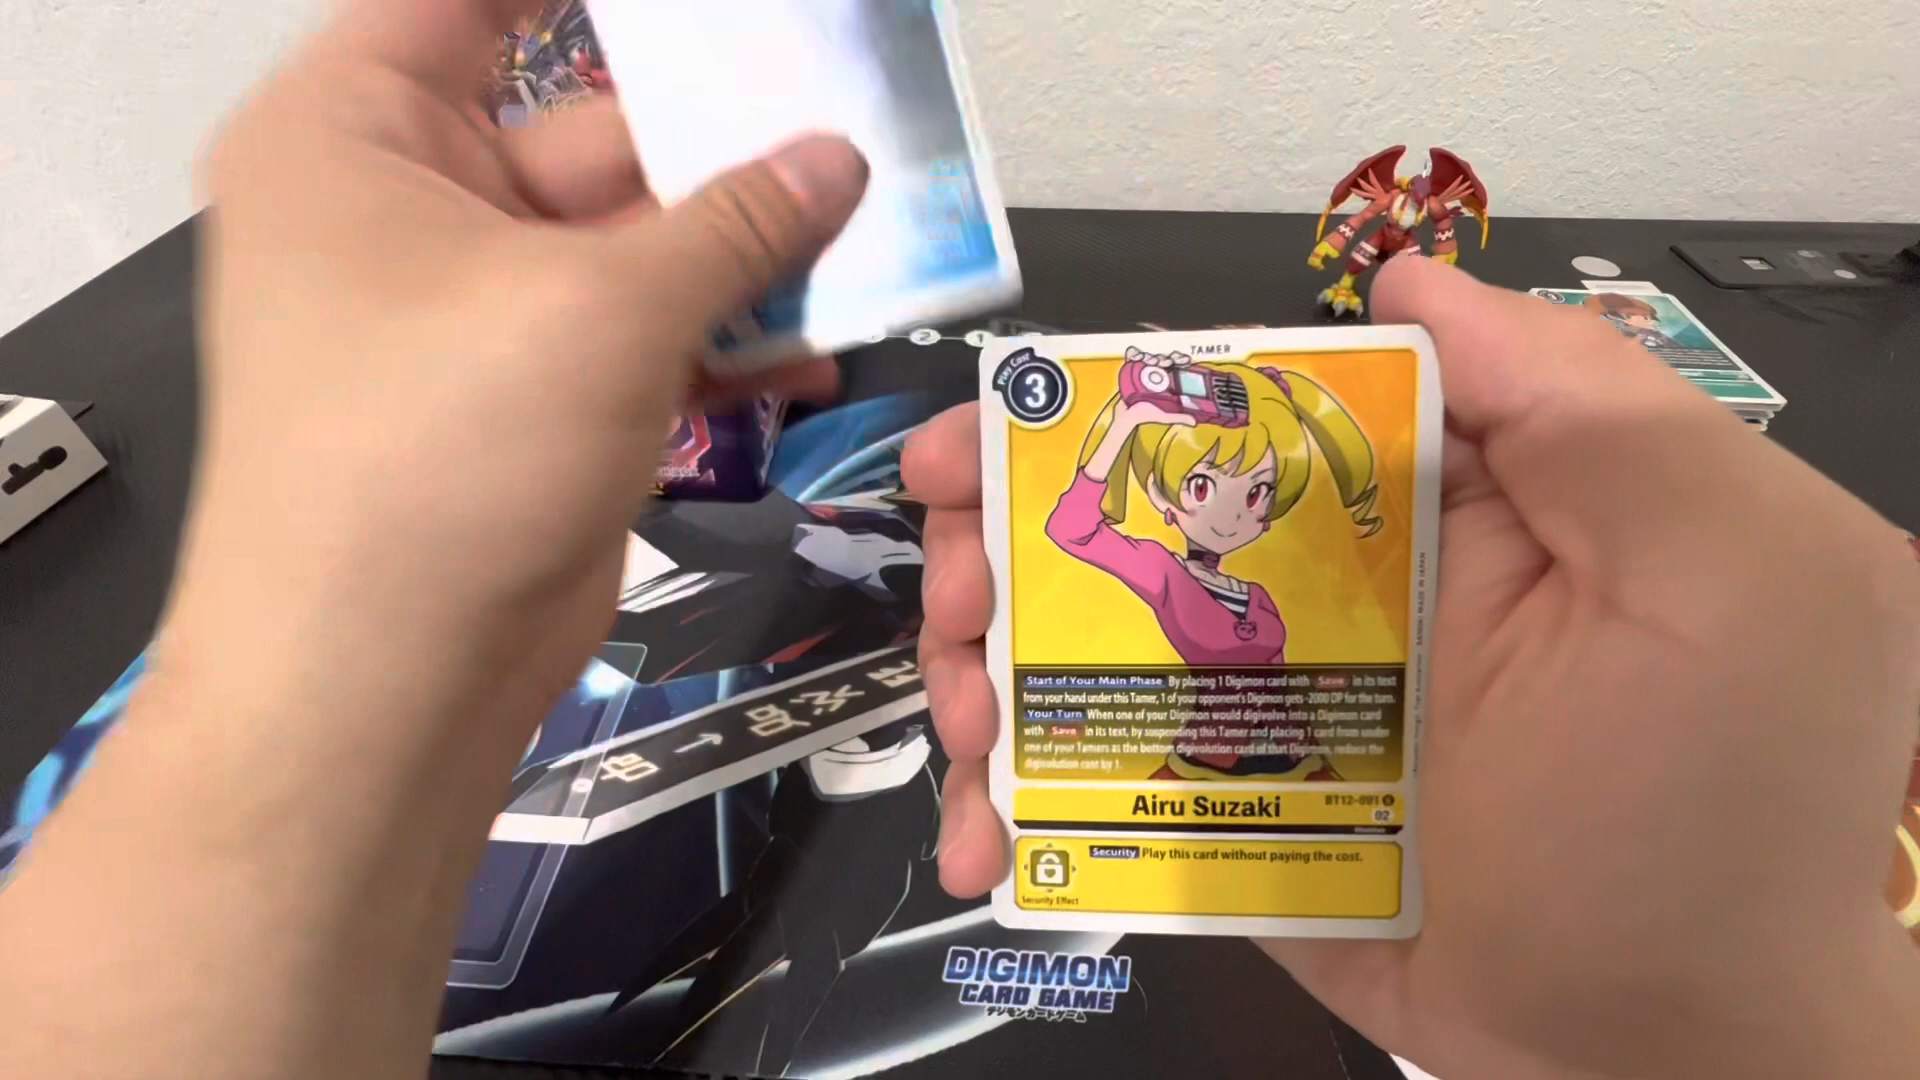 TAMER
Play Cost
3
Start of Your Main Phase By placing 1 Digimon card with Save in its text
from your hand under this Tamer, 1 of your opponent's Digimon gets -2000 DP for the turn.
Your Turn When one of your Digimon would digivolve into a Digimon card
with Save in its text, by suspending this Tamer and placing 1 card from under
one of your Tamers as the bottom digivolution card of that Digimon, reduce the
digivolution cost by 1.
Airu Suzaki
BT12-091
02
Security Play this card without paying the cost.
Security Effect
DIGIMON
CARD GAME
デジモンカードゲーム
2
1